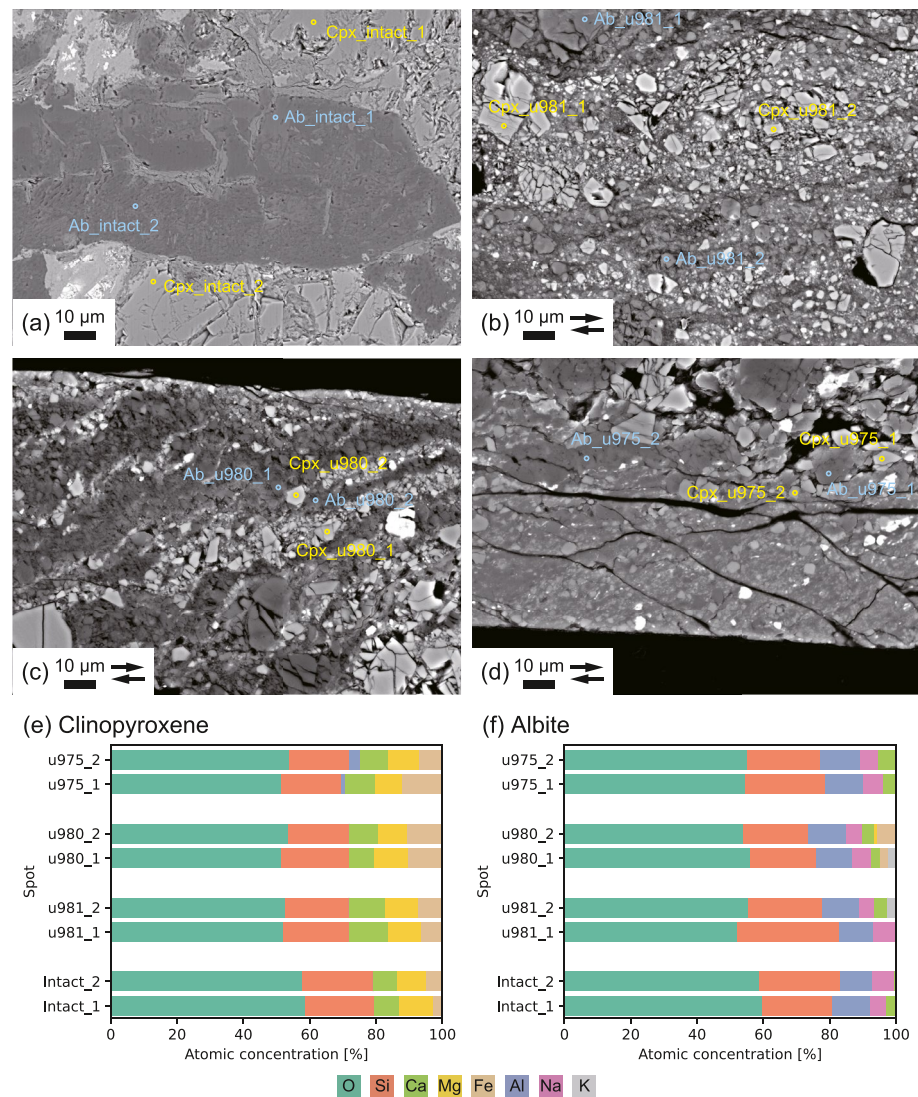 Cpx_intact_1
Ab_intact_1
Ab_intact_2
Cpx_intact_2
(a) 10 µm
Ab_u981_1
Cpx_u981_1
Cpx_u981_2
Ab_u981_2
(b) 10 µm
Cpx_u980_2
Ab_u980_1
Ab_u980_2
Cpx_u980_1
(c) 10 µm
Ab_u975_2
Cpx_u975_1
Cpx_u975_2
Ab_u975_1
(d) 10 µm
(e) Clinopyroxene
u975_2
u975_1
u980_2
u980_1
u981_2
u981_1
Intact_2
Intact_1
Spot
0 20 40 60 80 100
Atomic concentration [%]
(f) Albite
u975_2
u975_1
u980_2
u980_1
u981_2
u981_1
Intact_2
Intact_1
Spot
0 20 40 60 80 100
Atomic concentration [%]
O Si Ca Mg Fe Al Na K